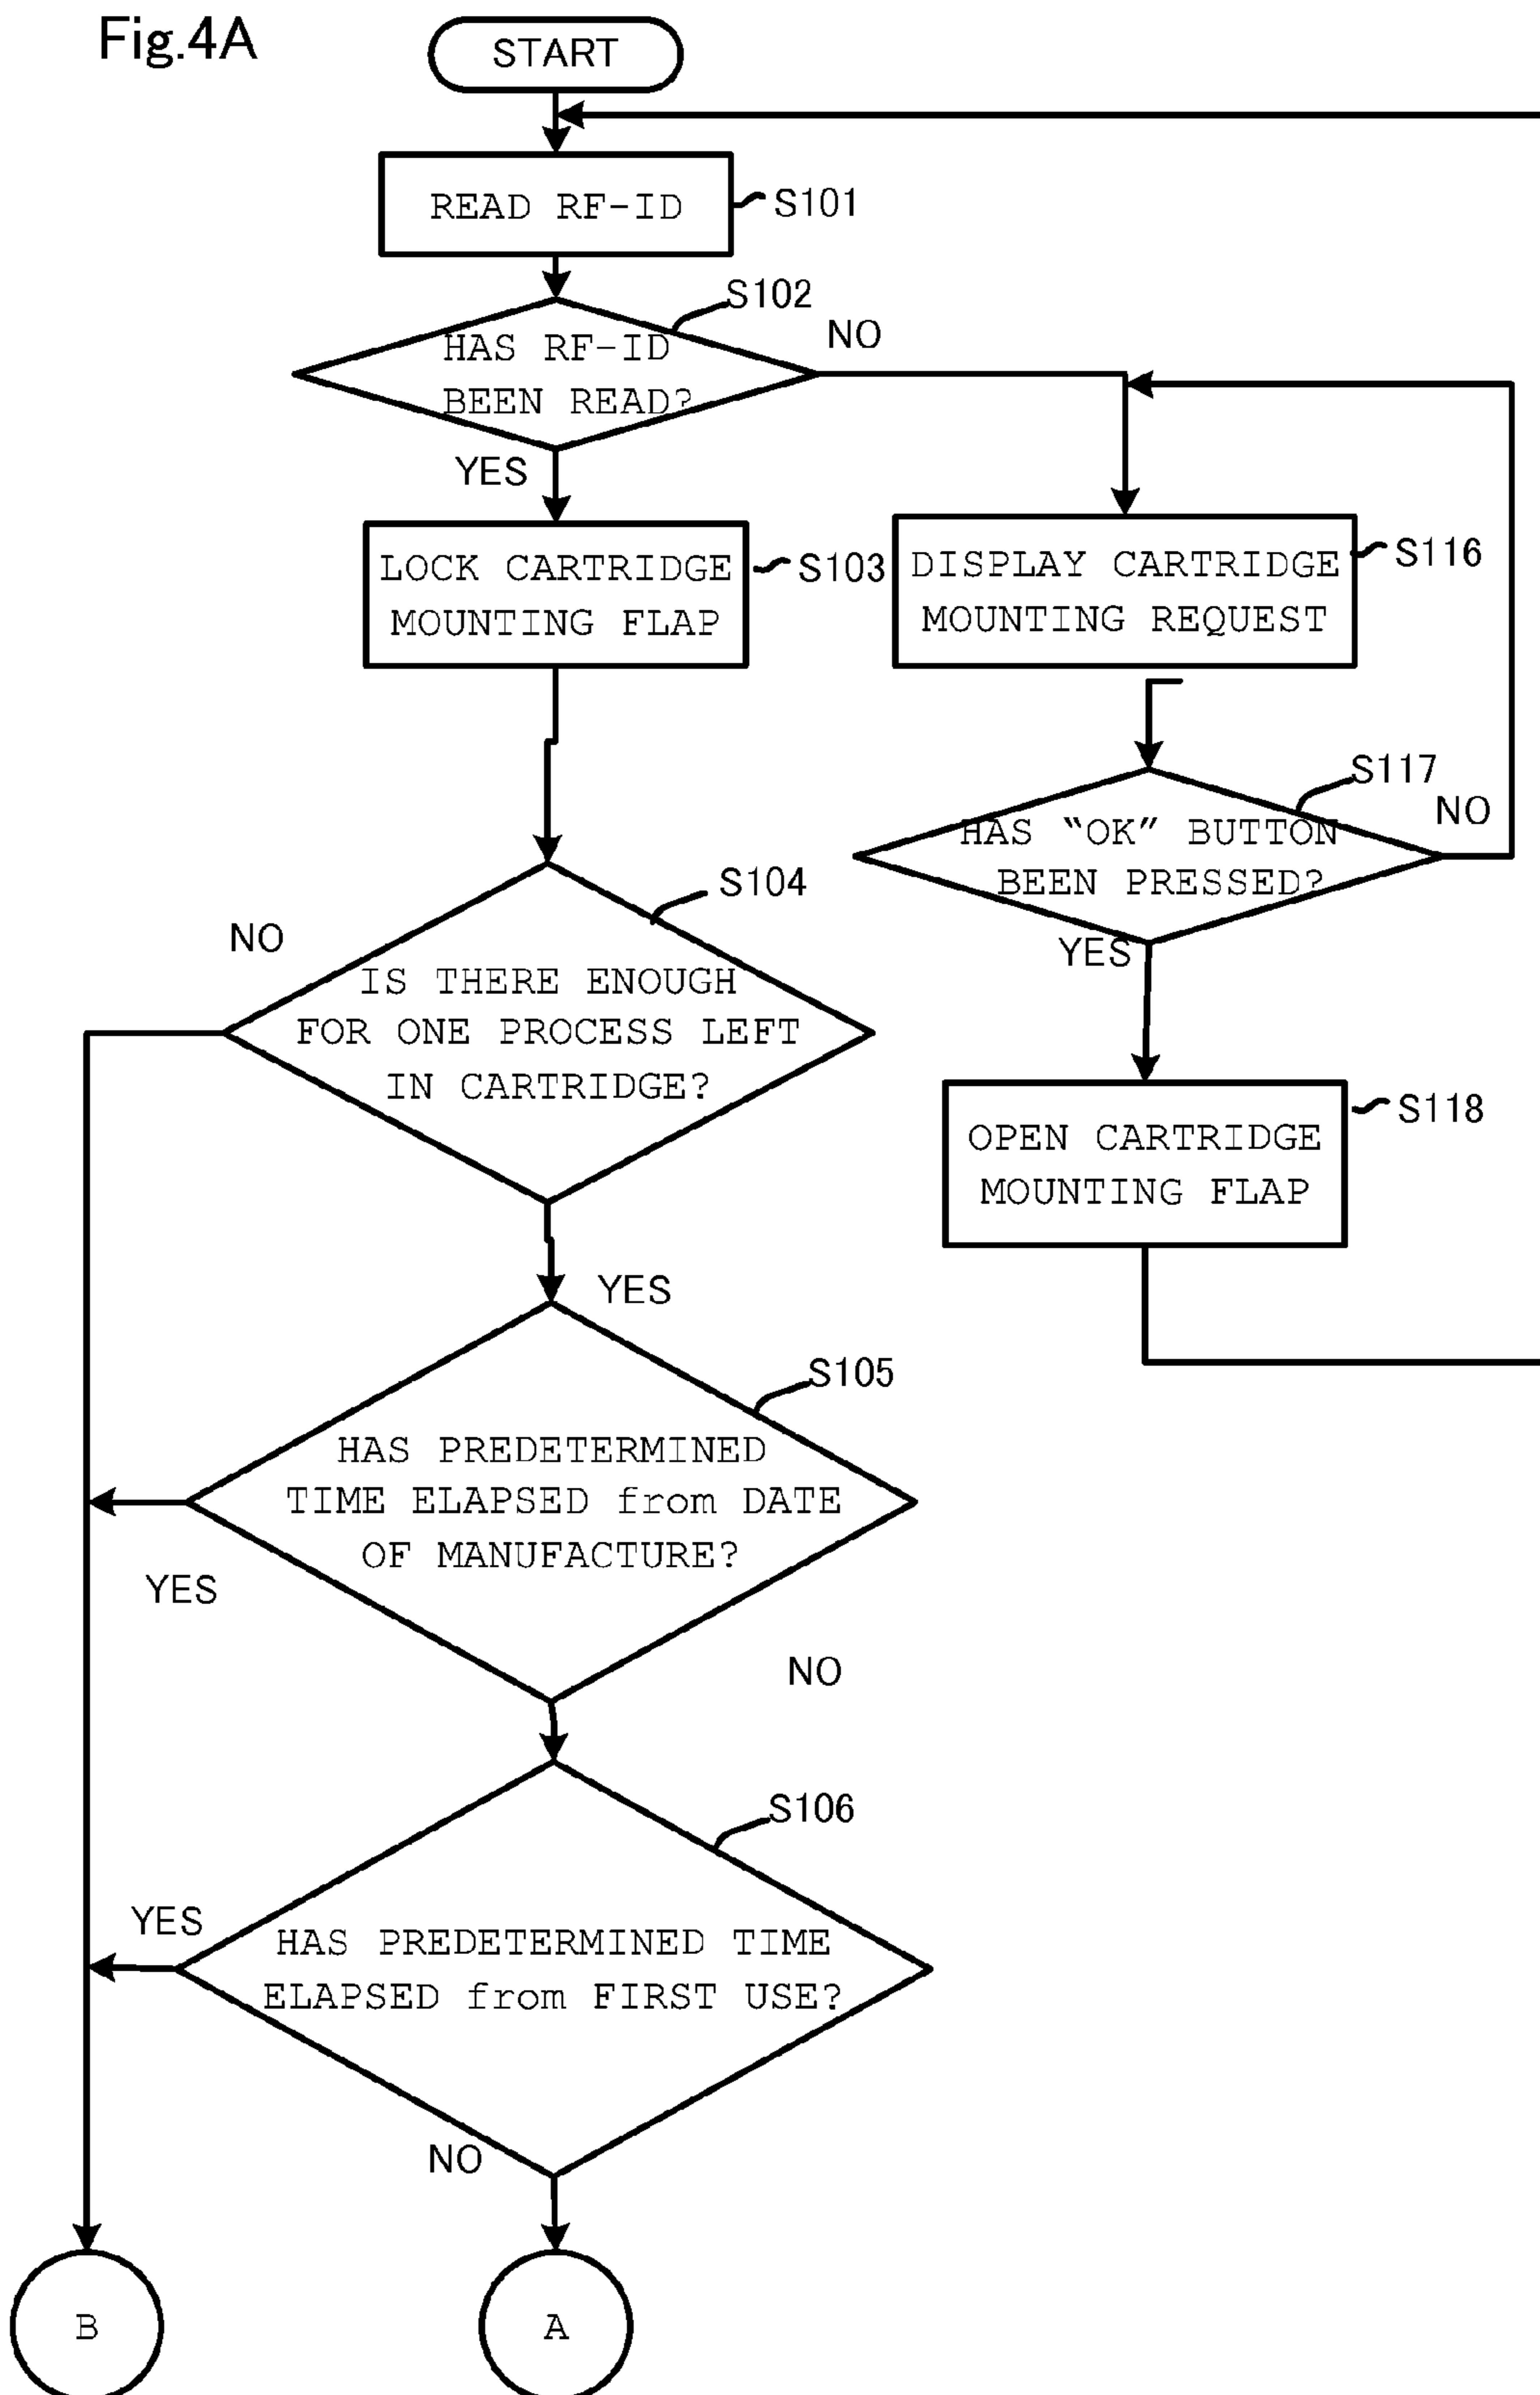 Fig.4A
START
READ RF-ID
S101
S102
HAS RF-ID
BEEN READ?
NO
YES
LOCK CARTRIDGE
MOUNTING FLAP
S103
DISPLAY CARTRIDGE
MOUNTING REQUEST
S116
S117
HAS “OK” BUTTON
BEEN PRESSED?
NO
YES
S104
NO
IS THERE ENOUGH
FOR ONE PROCESS LEFT
IN CARTRIDGE?
YES
OPEN CARTRIDGE
MOUNTING FLAP
S118
S105
HAS PREDETERMINED
TIME ELAPSED from DATE
OF MANUFACTURE?
YES
NO
S106
YES
HAS PREDETERMINED TIME
ELAPSED from FIRST USE?
NO
B
A